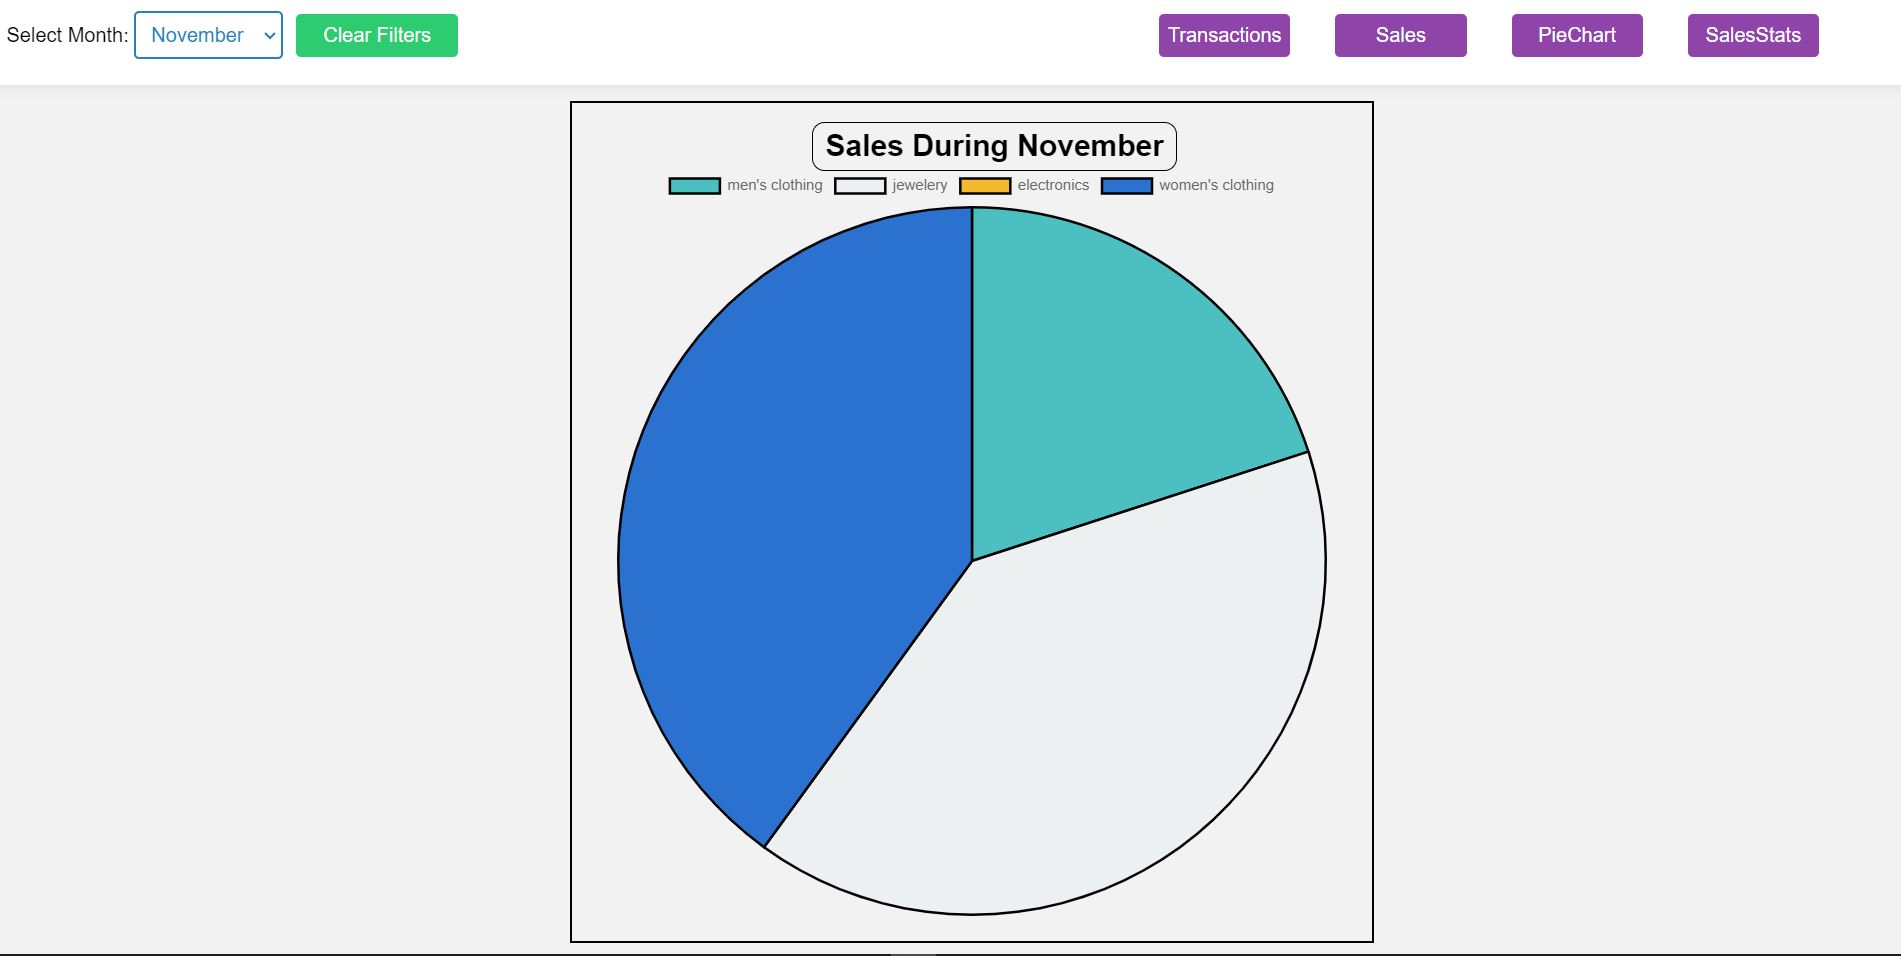 Select Month: November Clear Filters Transactions Sales PieChart SalesStats
Sales During November
men's clothing jewelery electronics women's clothing